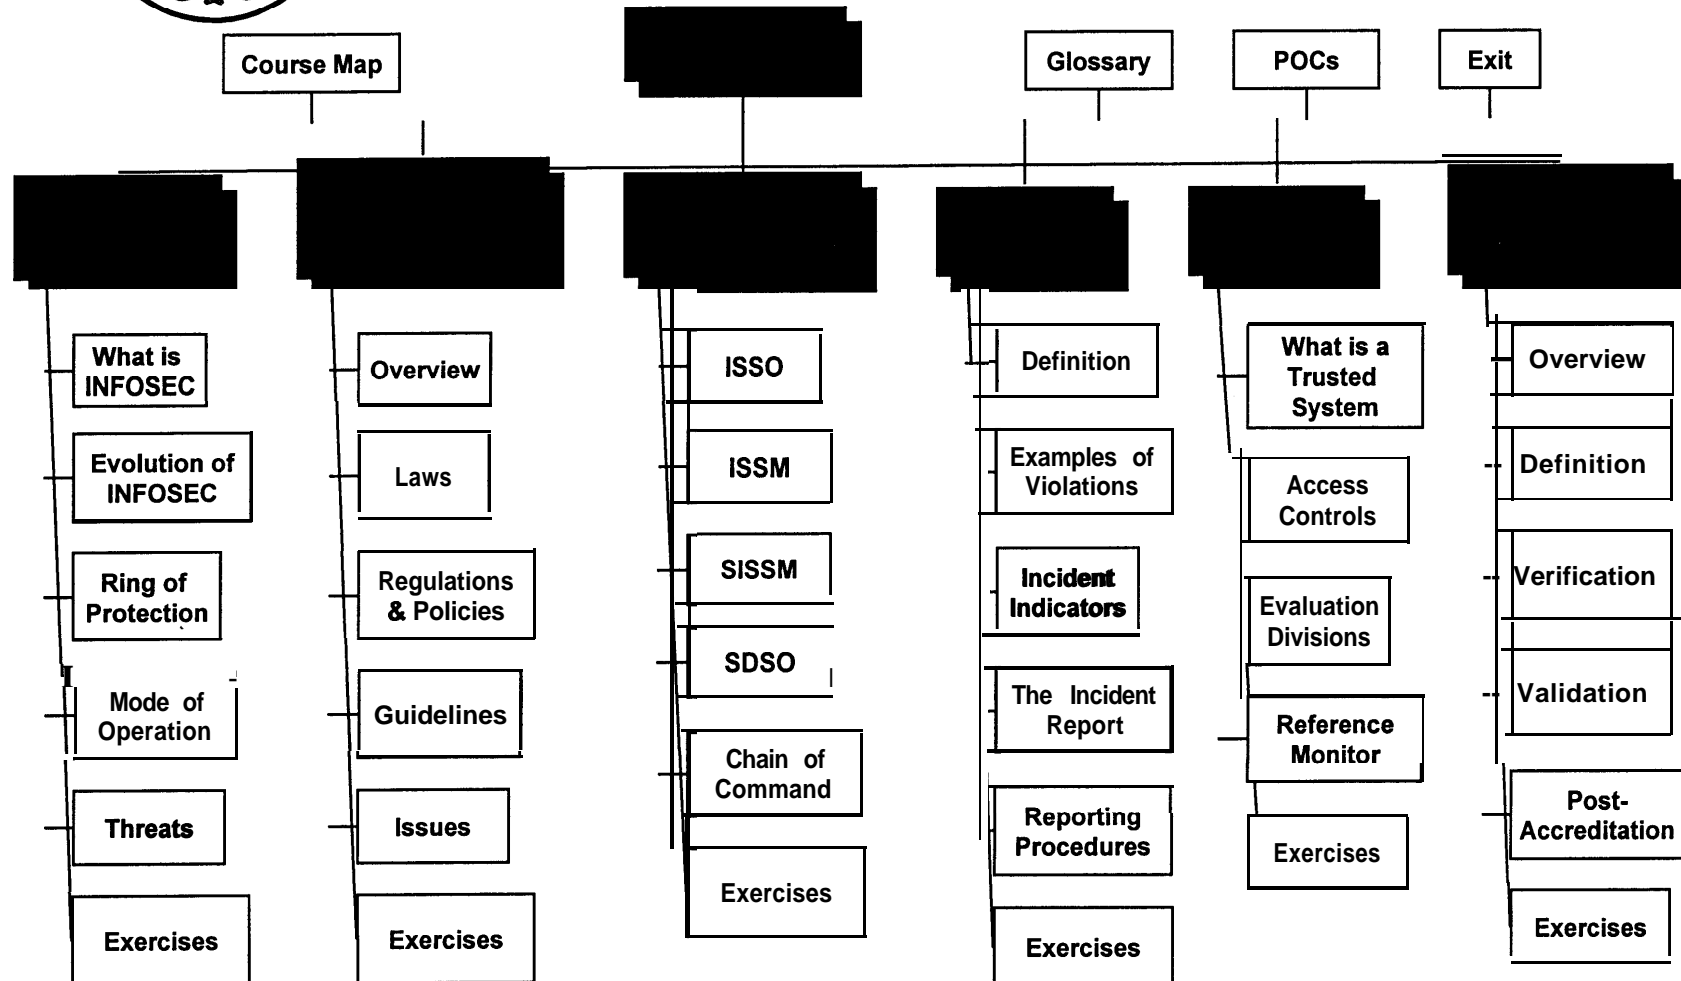 Course Map
Glossary
POCs
Exit
What is
INFOSEC
Evolution of
INFOSEC
Ring of
Protection
Mode of
Operation
Threats
Exercises
Overview
Laws
Regulations
& Policies
Guidelines
Issues
Exercises
ISSO
ISSM
SISSM
SDSO
Chain of
Command
Exercises
Definition
Examples of
Violations
Incident
Indicators
The Incident
Report
Reporting
Procedures
Exercises
What is a
Trusted
System
Access
Controls
Evaluation
Divisions
Reference
Monitor
Exercises
Overview
Definition
Verification
Validation
Post-
Accreditation
Exercises